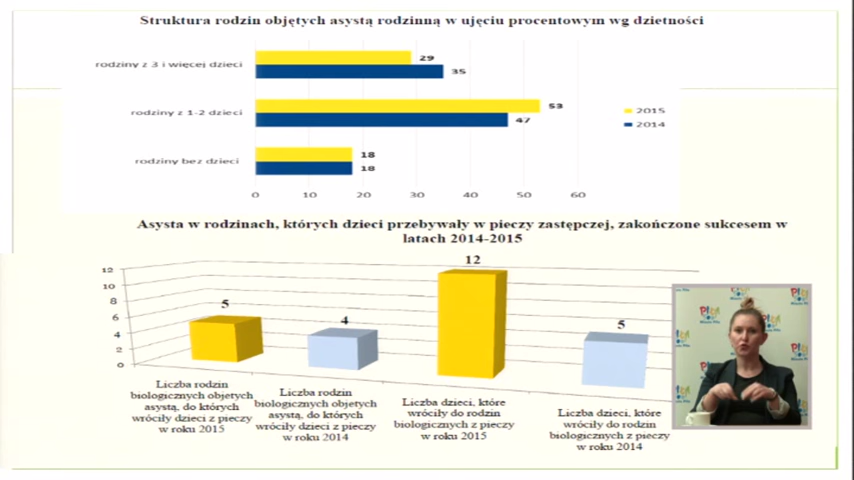 Struktura rodzin objętych asystą rodzinną w ujęciu procentowym wg dzietności
rodziny z 3 i więcej dzieci
29
35
rodziny z 1-2 dzieci
53
47
rodziny bez dzieci
18
18
2015
2014
0 10 20 30 40 50 60
Asysta w rodzinach, których dzieci przebywały w pieczy zastępczej, zakończone sukcesem w
latach 2014-2015
12
10
8
6
4
2
0
5
4
12
5
Liczba rodzin
biologicznych objetych
asystą, do których
wróciły dzieci z pieczy
w roku 2015
Liczba rodzin
biologicznych objętych
asystą, do których
wróciły dzieci z pieczy
w roku 2014
Liczba dzieci, które
wróciły do rodzin
biologicznych z pieczy
w roku 2015
Liczba dzieci, które
wróciły do rodzin
biologicznych z pieczy
w roku 2014